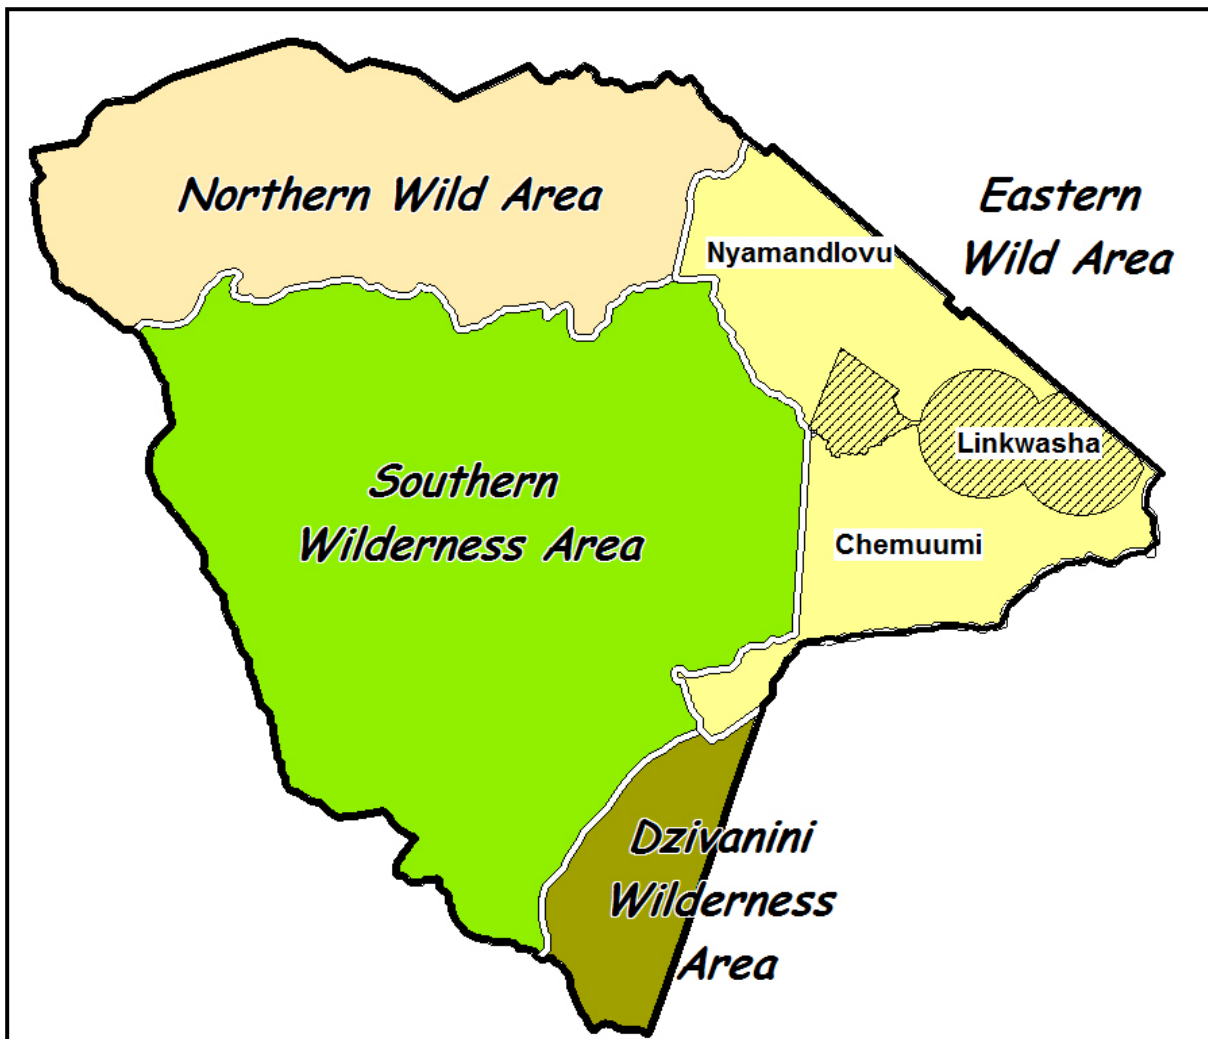 Northern Wild Area
Eastern
Wild Area
Nyamandlovu
Linkwasha
Southern
Wilderness Area
Chemuumi
Dzivanini
Wilderness
Area